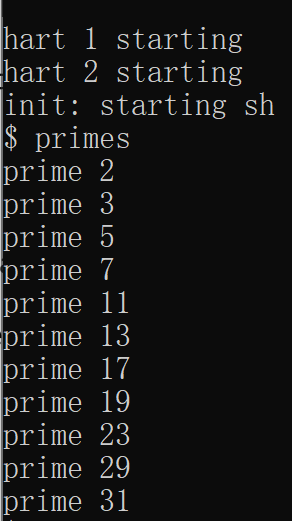 hart 1 starting
hart 2 starting
init: starting sh
$ primes
prime 2
prime 3
prime 5
prime 7
prime 11
prime 13
prime 17
prime 19
prime 23
prime 29
prime 31